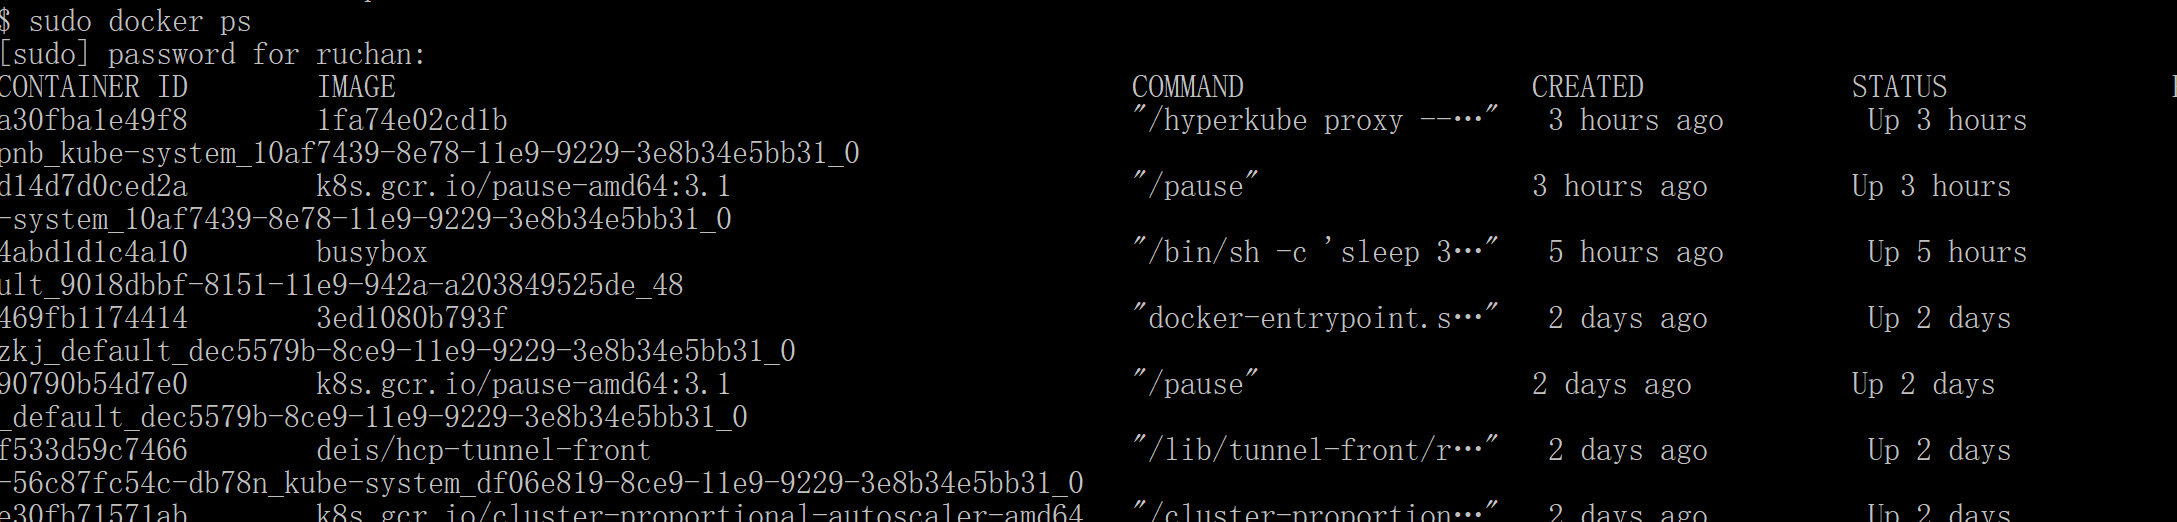 $ sudo docker ps
[sudo] password for ruchan:
CONTAINER ID IMAGE COMMAND CREATED STATUS
a30fba1e49f8 1fa74e02cd1b "/hyperkube proxy --…" 3 hours ago Up 3 hours
pnb_kube-system_10af7439-8e78-11e9-9229-3e8b34e5bb31_0
d14d7d0ced2a k8s.gcr.io/pause-amd64:3.1 "/pause" 3 hours ago Up 3 hours
-system_10af7439-8e78-11e9-9229-3e8b34e5bb31_0
4abd1d1c4a10 busybox "/bin/sh -c 'sleep 3…" 5 hours ago Up 5 hours
ult_9018dbbf-8151-11e9-942a-a203849525de_48
469fb1174414 3ed1080b793f "docker-entrypoint.s…" 2 days ago Up 2 days
zkj_default_dec5579b-8ce9-11e9-9229-3e8b34e5bb31_0
90790b54d7e0 k8s.gcr.io/pause-amd64:3.1 "/pause" 2 days ago Up 2 days
_default_dec5579b-8ce9-11e9-9229-3e8b34e5bb31_0
f533d59c7466 deis/hcp-tunnel-front "/lib/tunnel-front/r…" 2 days ago Up 2 days
-56c87fc54c-db78n_kube-system_df06e819-8ce9-11e9-9229-3e8b34e5bb31_0
e30fb71571ab k8s.gcr.io/cluster-proportional-autoscaler-amd64 "/cluster-proportion…" 2 days ago Up 2 days